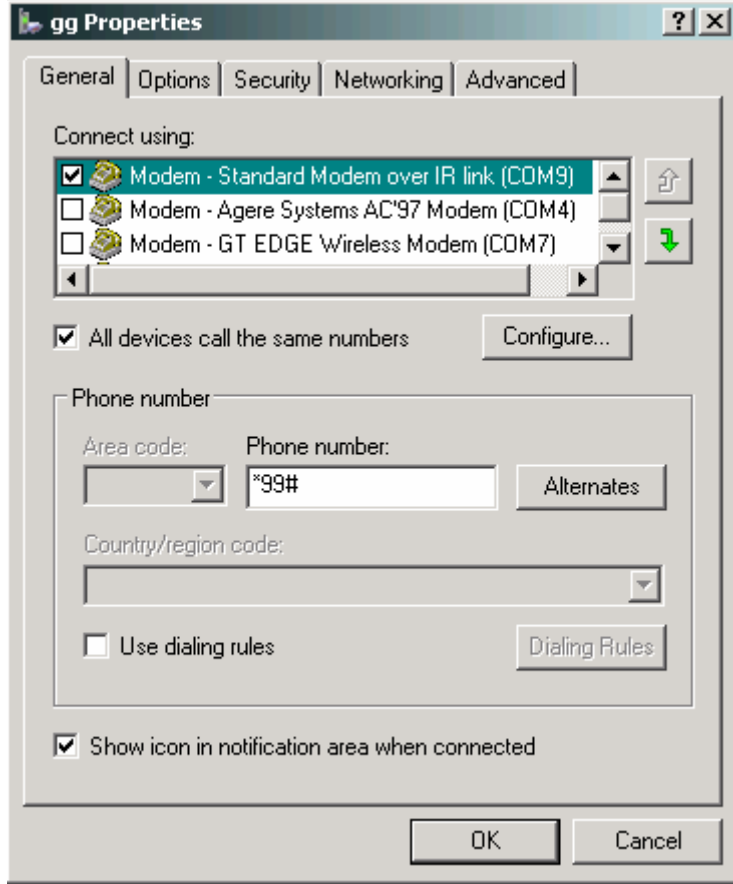 gg Properties
General Options Security Networking Advanced
Connect using:
Modem - Standard Modem over IR link (COM9)
Modem - Agere Systems AC'97 Modem (COM4)
Modem - GT EDGE Wireless Modem (COM7)
All devices call the same numbers Configure...
Phone number
Area code: Phone number:
*99# Alternates
Country/region code:
Use dialing rules Dialing Rules
Show icon in notification area when connected
OK Cancel